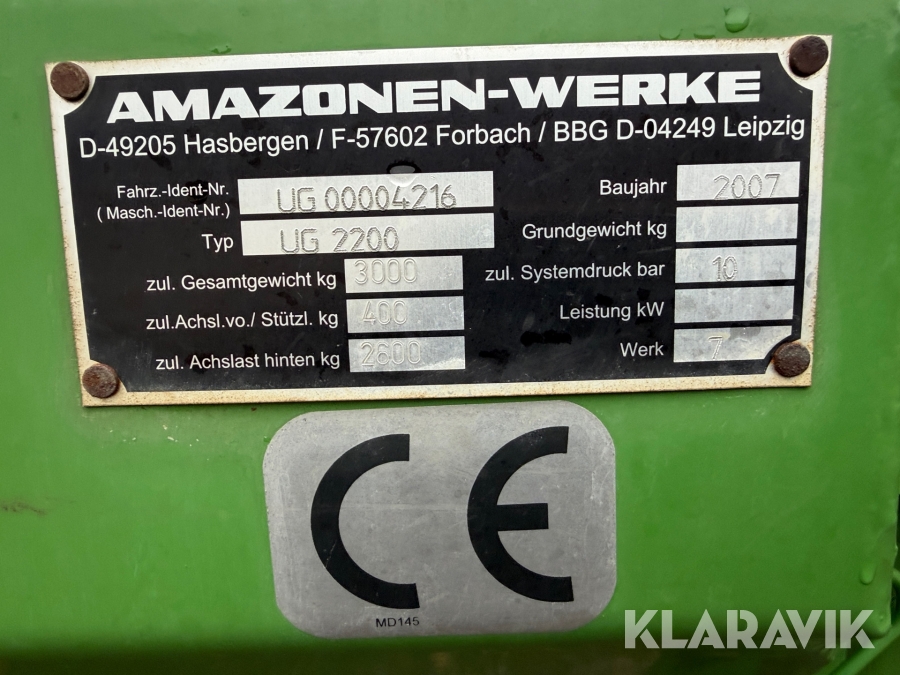 AMAZONEN-WERKE
D-49205 Hasbergen / F-57602 Forbach / BBG D-04249 Leipzig
Fahrz.-Ident-Nr.
( Masch.-Ident-Nr.) UG 00004216
Typ UG 2200
zul. Gesamtgewicht kg 3000
zul.Achsl.vo./ Stützl. kg 400
zul. Achslast hinten kg 2600
Baujahr 2007
Grundgewicht kg
zul. Systemdruck bar 10
Leistung kW
Werk 7
CE
MD145
KLARAVIK